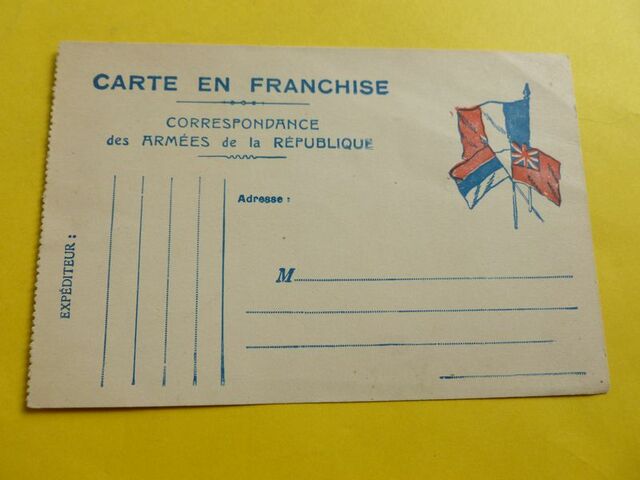 CARTE EN FRANCHISE
CORRESPONDANCE
des ARMÉES de la RÉPUBLIQUE
Adresse :
M
EXPÉDITEUR :